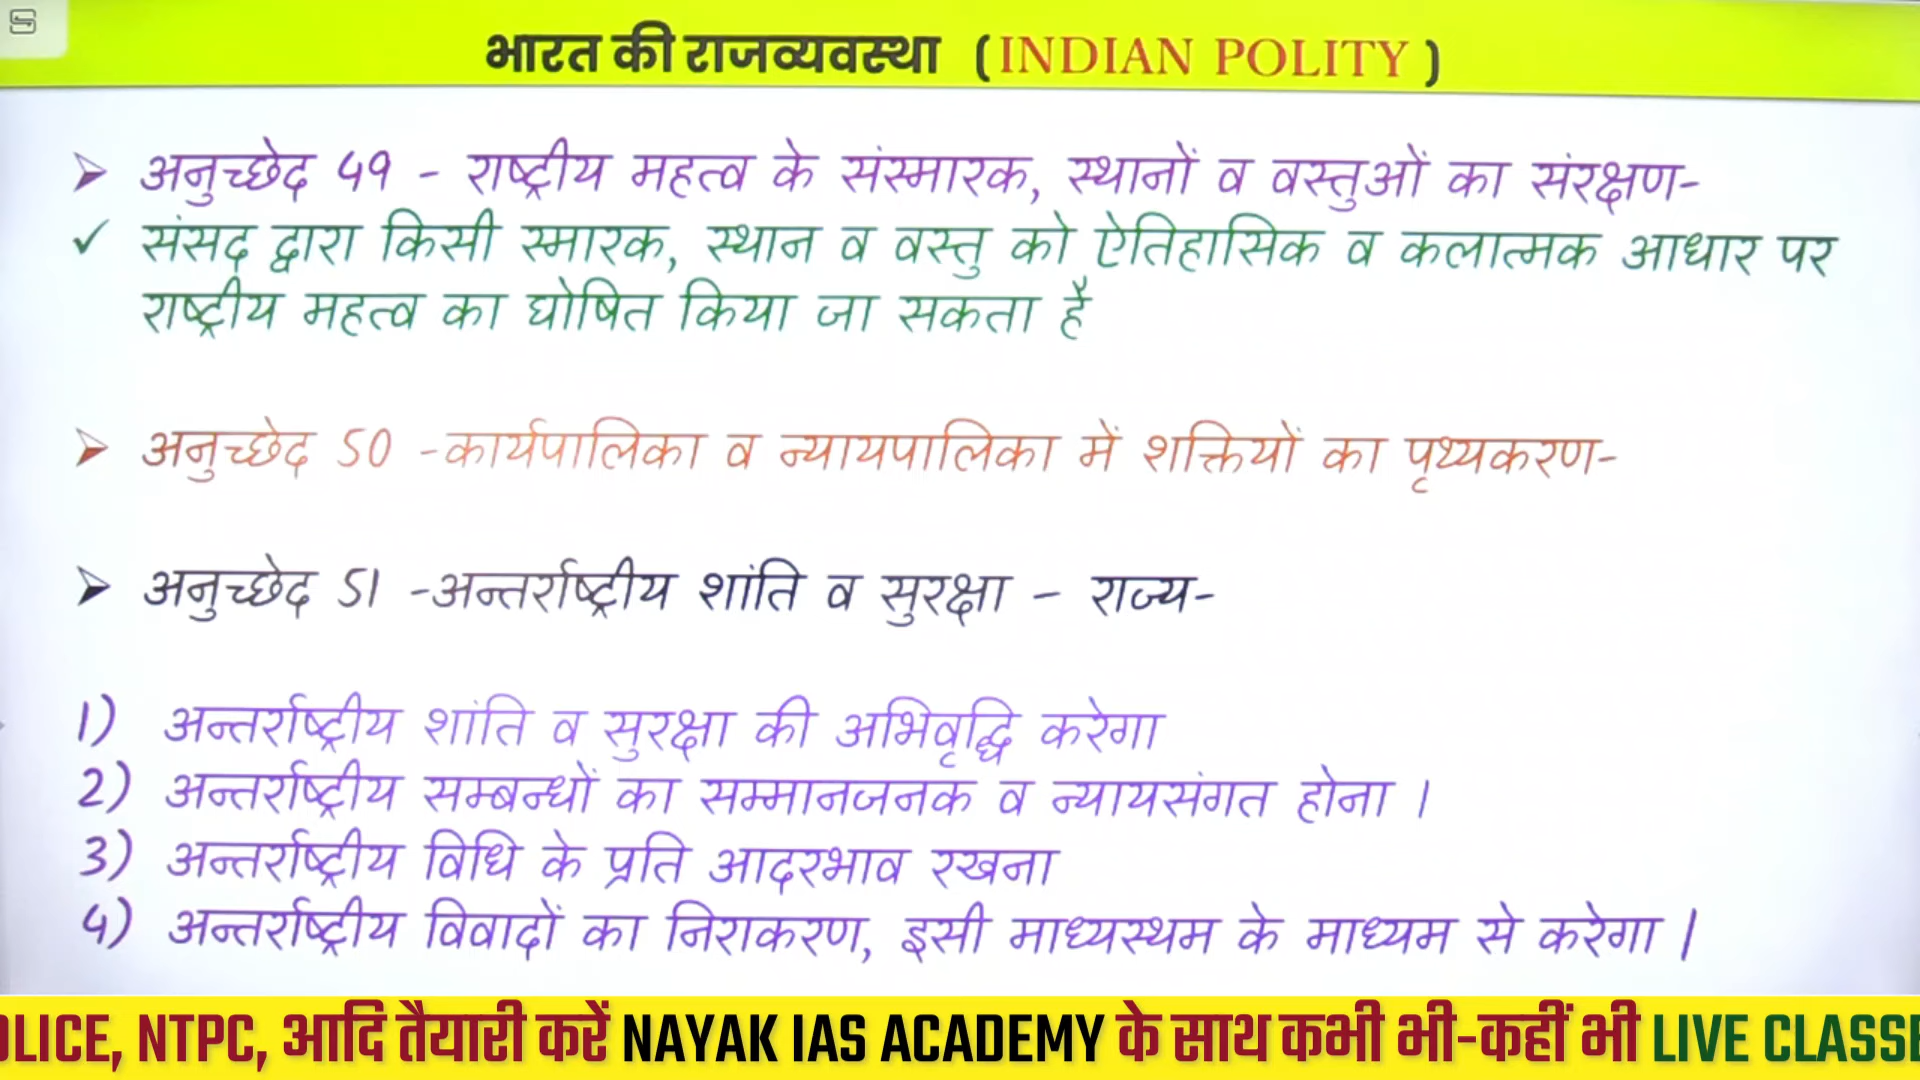 भारत की राजव्यवस्था (INDIAN POLITY)
➢ अनुच्छेद 49 - राष्ट्रीय महत्व के संस्मारक, स्थानों व वस्तुओं का संरक्षण-
✓ संसद द्वारा किसी स्मारक, स्थान व वस्तु को ऐतिहासिक व कलात्मक आधार पर
राष्ट्रीय महत्व का घोषित किया जा सकता है
➢ अनुच्छेद 50 -कार्यपालिका व न्यायपालिका में शक्तियों का पृथ्यकरण-
➢ अनुच्छेद 51 -अन्तर्राष्ट्रीय शांति व सुरक्षा - राज्य-
1) अन्तर्राष्ट्रीय शांति व सुरक्षा की अभिवृद्धि करेगा
2) अन्तर्राष्ट्रीय सम्बन्धों का सम्मानजनक व न्यायसंगत होना ।
3) अन्तर्राष्ट्रीय विधि के प्रति आदरभाव रखना
4) अन्तर्राष्ट्रीय विवादों का निराकरण, इसी माध्यस्थम के माध्यम से करेगा ।
OLICE, NTPC, आदि तैयारी करें NAYAK IAS ACADEMY के साथ कभी भी-कहीं भी LIVE CLASSE